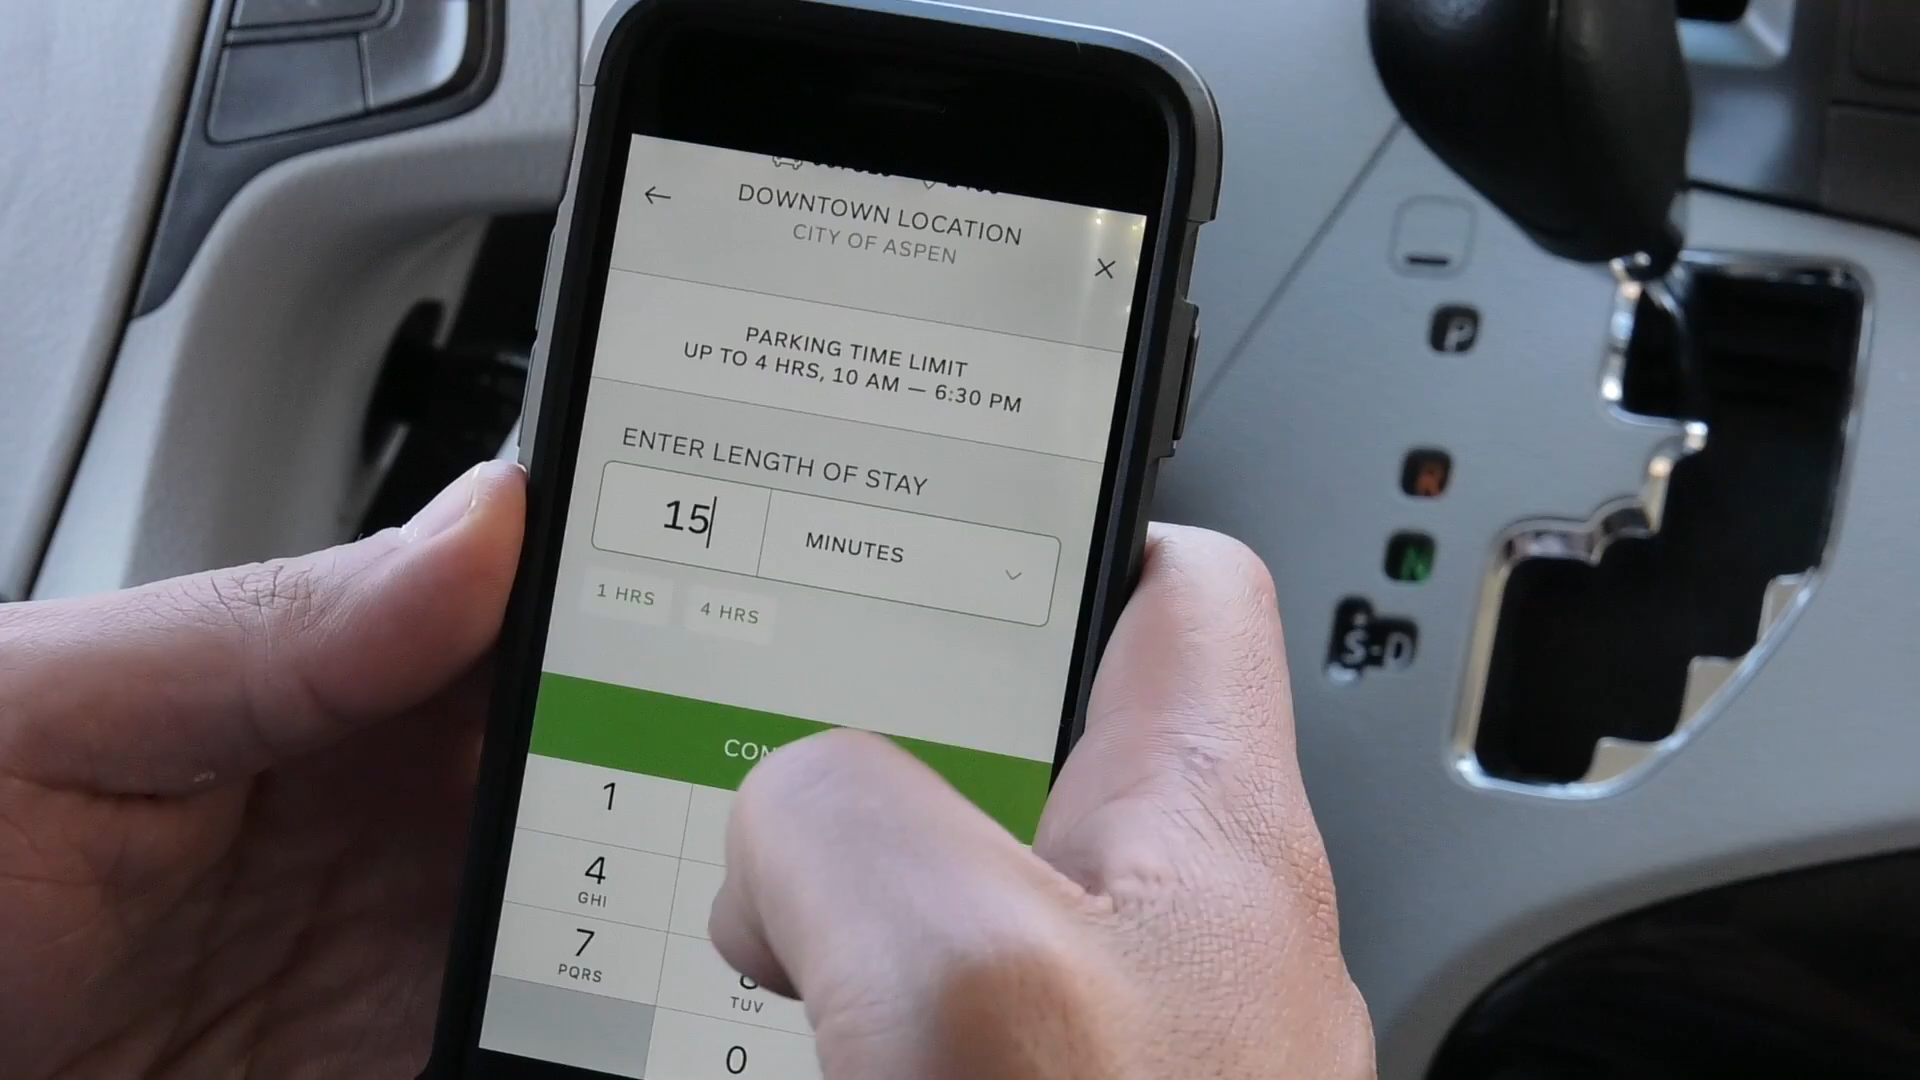 DOWNTOWN LOCATION
CITY OF ASPEN
PARKING TIME LIMIT
UP TO 4 HRS, 10 AM — 6:30 PM
ENTER LENGTH OF STAY
15 MINUTES
1 HRS 4 HRS
1
4
GHI
7
PQRS
TUV
0
P
R
N
S-D